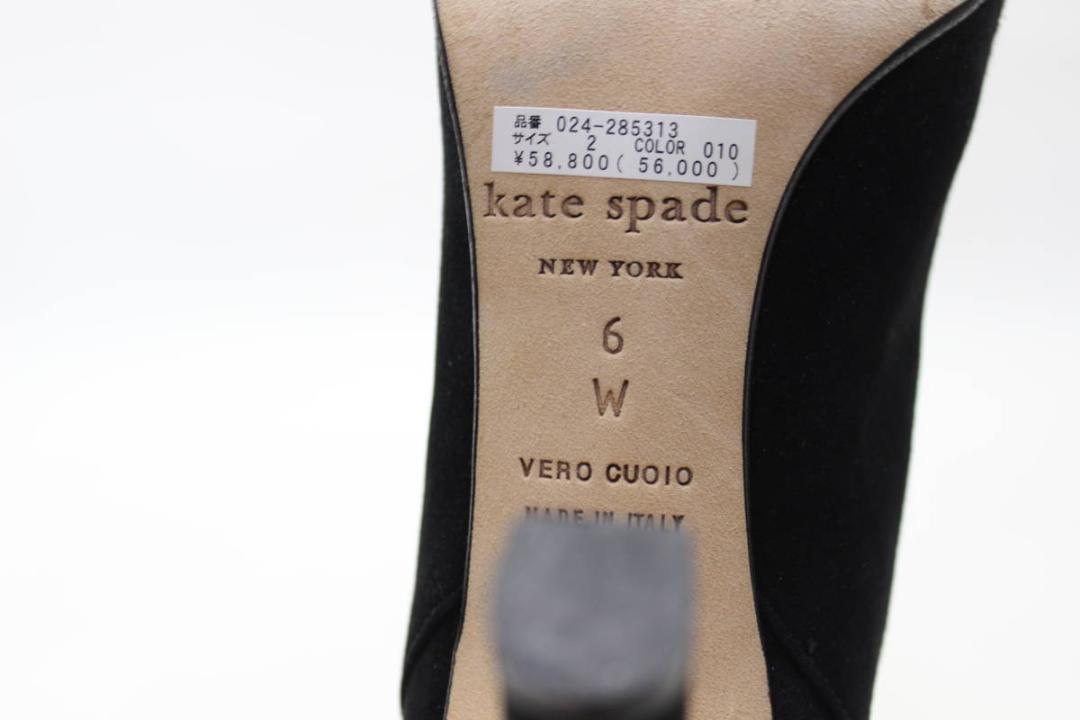 品番 024-285313
サイズ 2 COLOR 010
¥58,800( 56,000 )
kate spade
NEW YORK
6
W
VERO CUOIO
MADE IN ITALY